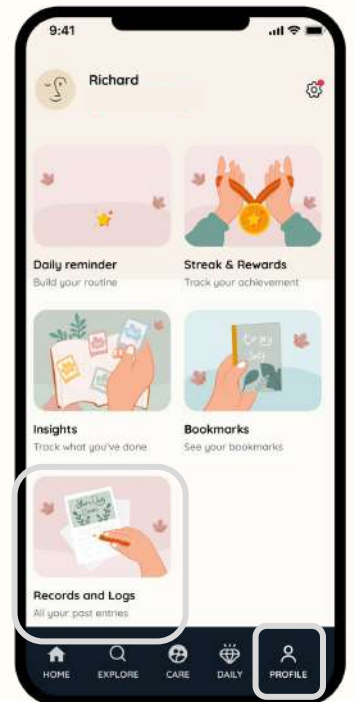 9:41
Richard
Daily reminder
Build your routine
Streak & Rewards
Track your achievement
Insights
Track what you've done
Bookmarks
See your bookmarks
Records and Logs
All your past entries
HOME
EXPLORE
CARE
DAILY
PROFILE